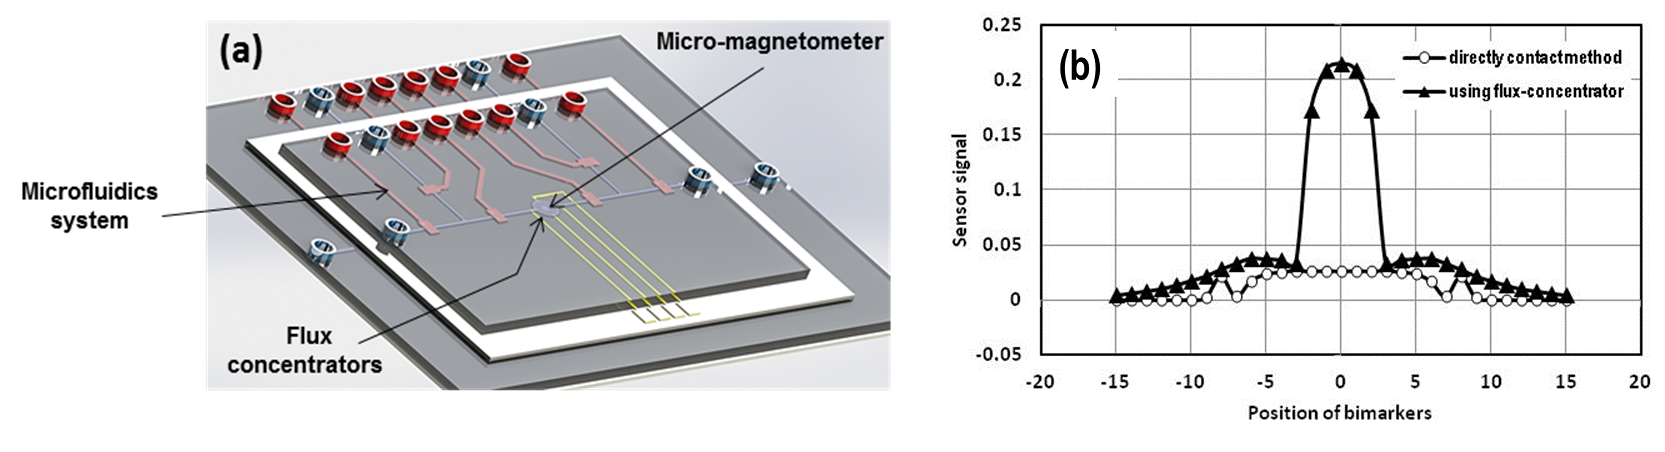 (a)
Micro-magnetometer
Microfluidics
system
Flux
concentrators
(b)
directly contactmethod
using flux-concentrator
Sensor signal
0.25
0.2
0.15
0.1
0.05
0
-0.05
-20 -15 -10 -5 0 5 10 15 20
Position of bimarkers